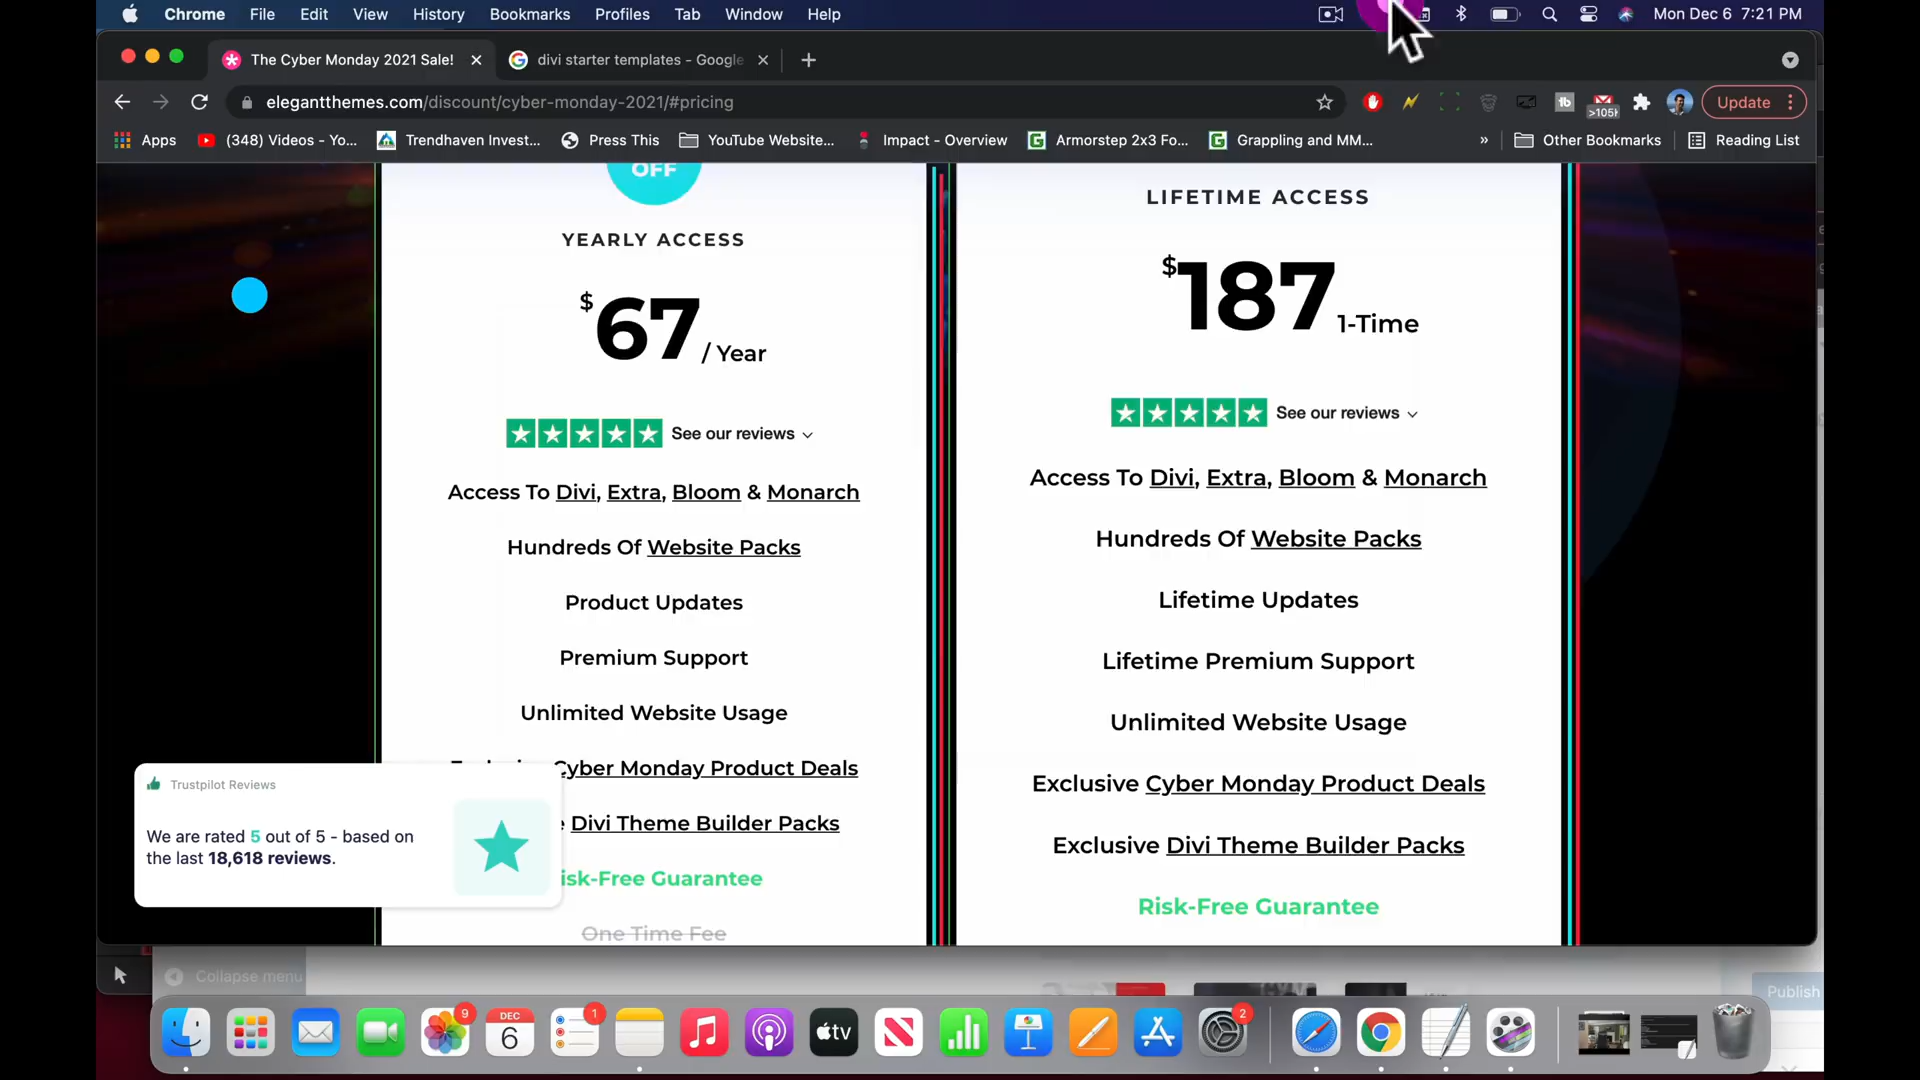 Chrome File Edit View History Bookmarks Profiles Tab Window Help Mon Dec 6 7:21 PM
The Cyber Monday 2021 Sale! divi starter templates - Google
elegantthemes.com/discount/cyber-monday-2021/#pricing tb >105k Update
Apps (348) Videos - Yo... Trendhaven Invest... Press This YouTube Website... Impact - Overview Armorstep 2x3 Fo... Grappling and MM... » Other Bookmarks Reading List
OFF
YEARLY ACCESS
$67 / Year
See our reviews
Access To Divi, Extra, Bloom & Monarch
Hundreds Of Website Packs
Product Updates
Premium Support
Unlimited Website Usage
Cyber Monday Product Deals
Divi Theme Builder Packs
isk-Free Guarantee
One Time Fee
LIFETIME ACCESS
$187 1-Time
See our reviews
Access To Divi, Extra, Bloom & Monarch
Hundreds Of Website Packs
Lifetime Updates
Lifetime Premium Support
Unlimited Website Usage
Exclusive Cyber Monday Product Deals
Exclusive Divi Theme Builder Packs
Risk-Free Guarantee
Trustpilot Reviews
We are rated 5 out of 5 - based on
the last 18,618 reviews.
Collapse menu
Publish
9 DEC 6 1 tv 2